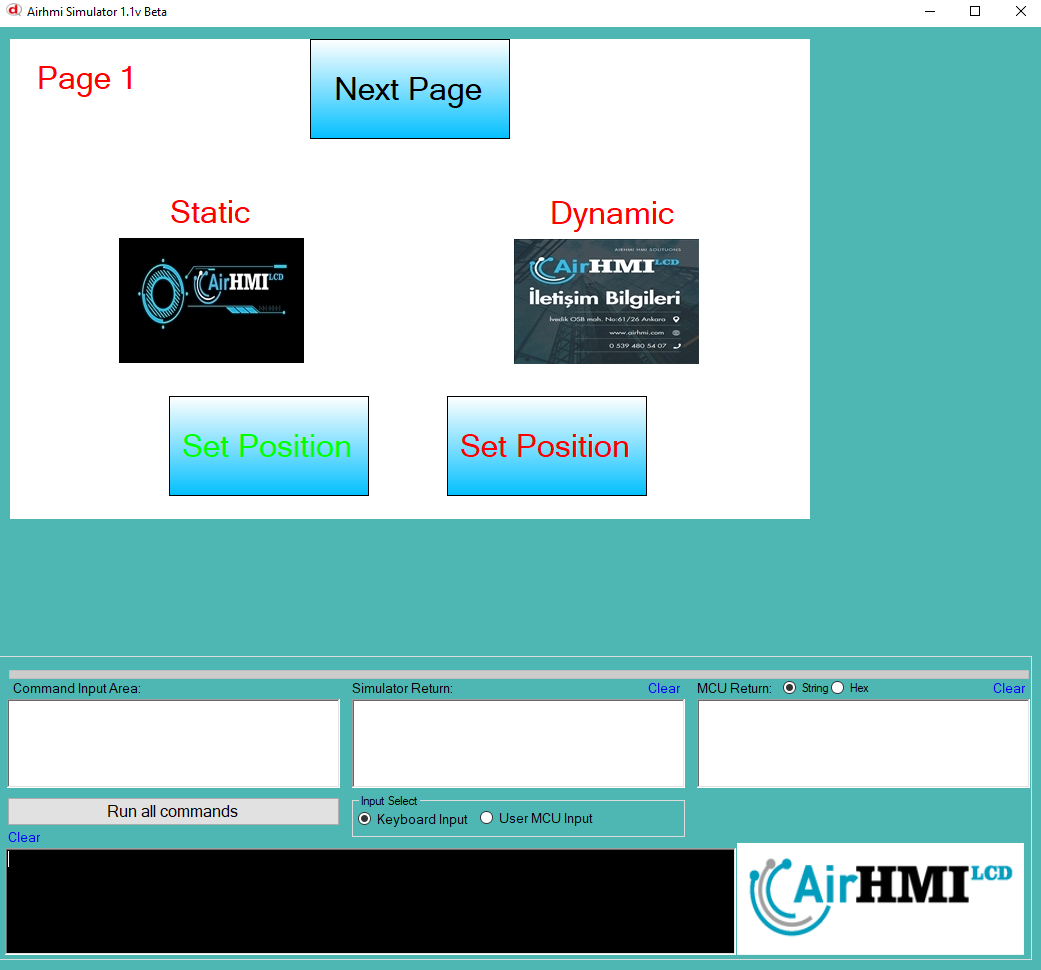 Airhmi Simulator 1.1v Beta
Page 1
Next Page
Static
Dynamic
AirHMI LCD
AIRHMI HMI SOLUTUONS
AirHMI LCD
İletişim Bilgileri
İvedik OSB mah. No:61/26 Ankara
www.airhmi.com
0 539 480 54 07
Set Position
Set Position
Command Input Area:
Simulator Return:
Clear
MCU Return:
String
Hex
Clear
Run all commands
Input Select
Keyboard Input
User MCU Input
Clear
AirHMI LCD